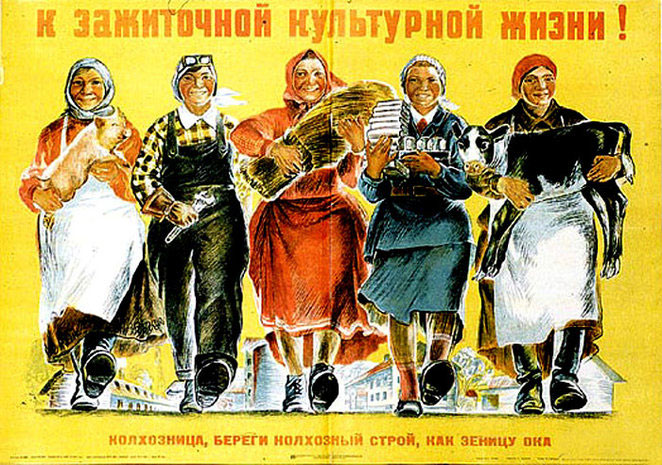 К ЗАЖИТОЧНОЙ КУЛЬТУРНОЙ ЖИЗНИ!
КОЛХОЗНИЦА, БЕРЕГИ КОЛХОЗНЫЙ СТРОЙ, КАК ЗЕНИЦУ ОКА